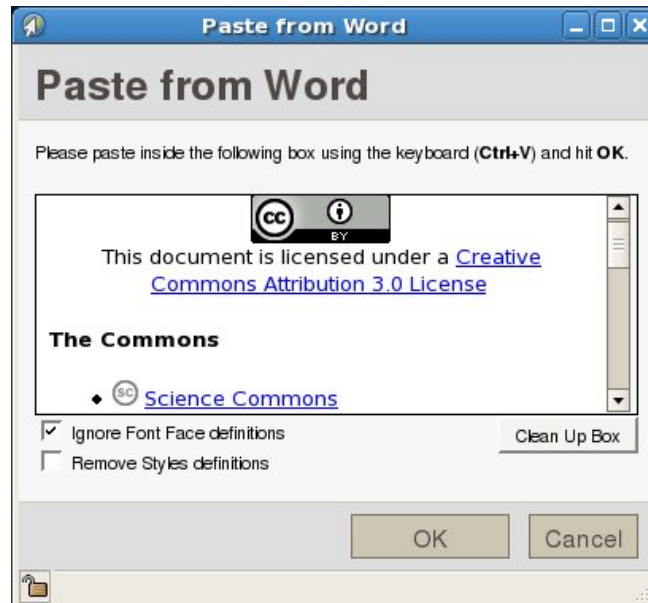 Paste from Word
Paste from Word
Please paste inside the following box using the keyboard (Ctrl+V) and hit OK.
cc
BY
This document is licensed under a Creative
Commons Attribution 3.0 License
The Commons
sc Science Commons
Ignore Font Face definitions
Clean Up Box
Remove Styles definitions
OK
Cancel